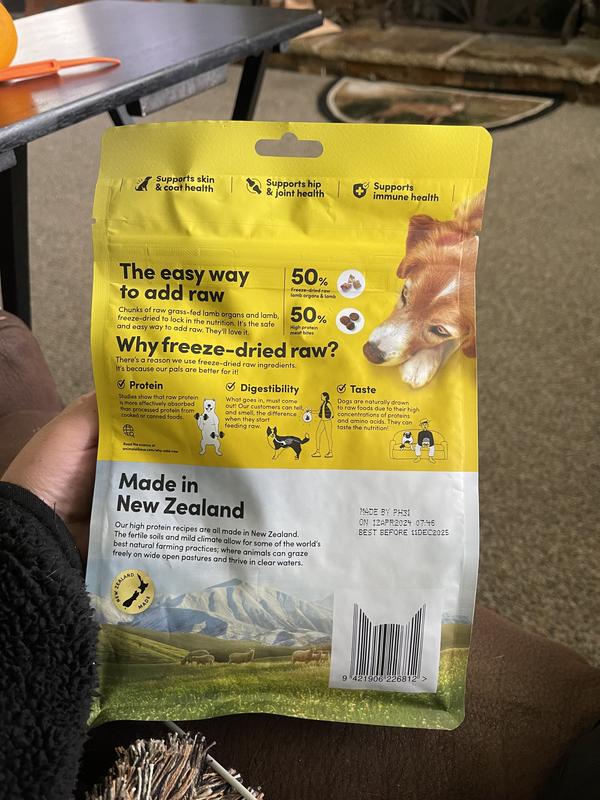 Supports skin
& coat health
Supports hip
& joint health
Supports
immune health
The easy way
to add raw
Chunks of raw grass-fed lamb organs and lamb,
freeze-dried to lock in the nutrition. It's the safe
and easy way to add raw. They'll love it.
50%
Freeze-dried raw
lamb organs & lamb
50%
High protein
meat bites
Why freeze-dried raw?
There's a reason we use freeze-dried raw ingredients.
It's because our pals are better for it!
Protein
Studies show that raw protein
is more effectively absorbed
than processed protein from
cooked or canned foods.
Read the science at
Digestibility
What goes in, must come
out! Our customers can tell,
and smell, the difference
when they start
feeding raw.
Taste
Dogs are naturally drawn
to raw foods due to their high
concentrations of proteins
and amino acids. They can
taste the nutrition!
Made in
New Zealand
Our high protein recipes are all made in New Zealand.
The fertile soils and mild climate allow for some of the world's
best natural farming practices; where animals can graze
freely on wide open pastures and thrive in clear waters.
MADE BY PH31
ON 12APR2024 07:46
BEST BEFORE 11DEC2025
NEW ZEALAND
MADE
9 421906 226812 >